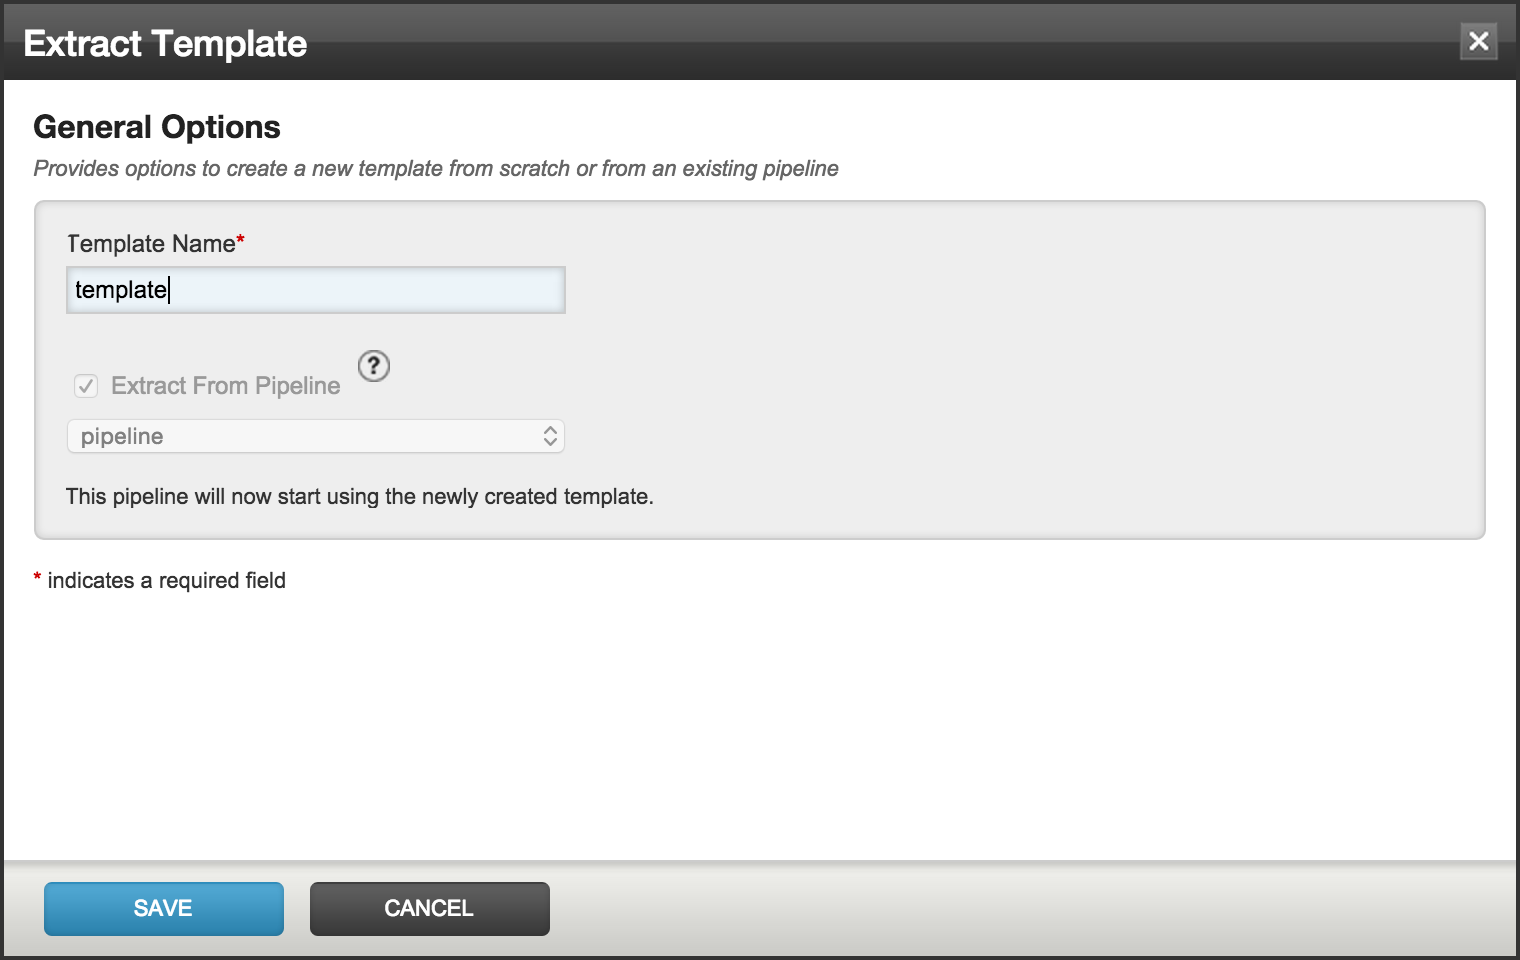 Extract Template
General Options
Provides options to create a new template from scratch or from an existing pipeline
Template Name*
template
?
Extract From Pipeline
pipeline
This pipeline will now start using the newly created template.
* indicates a required field
SAVE
CANCEL